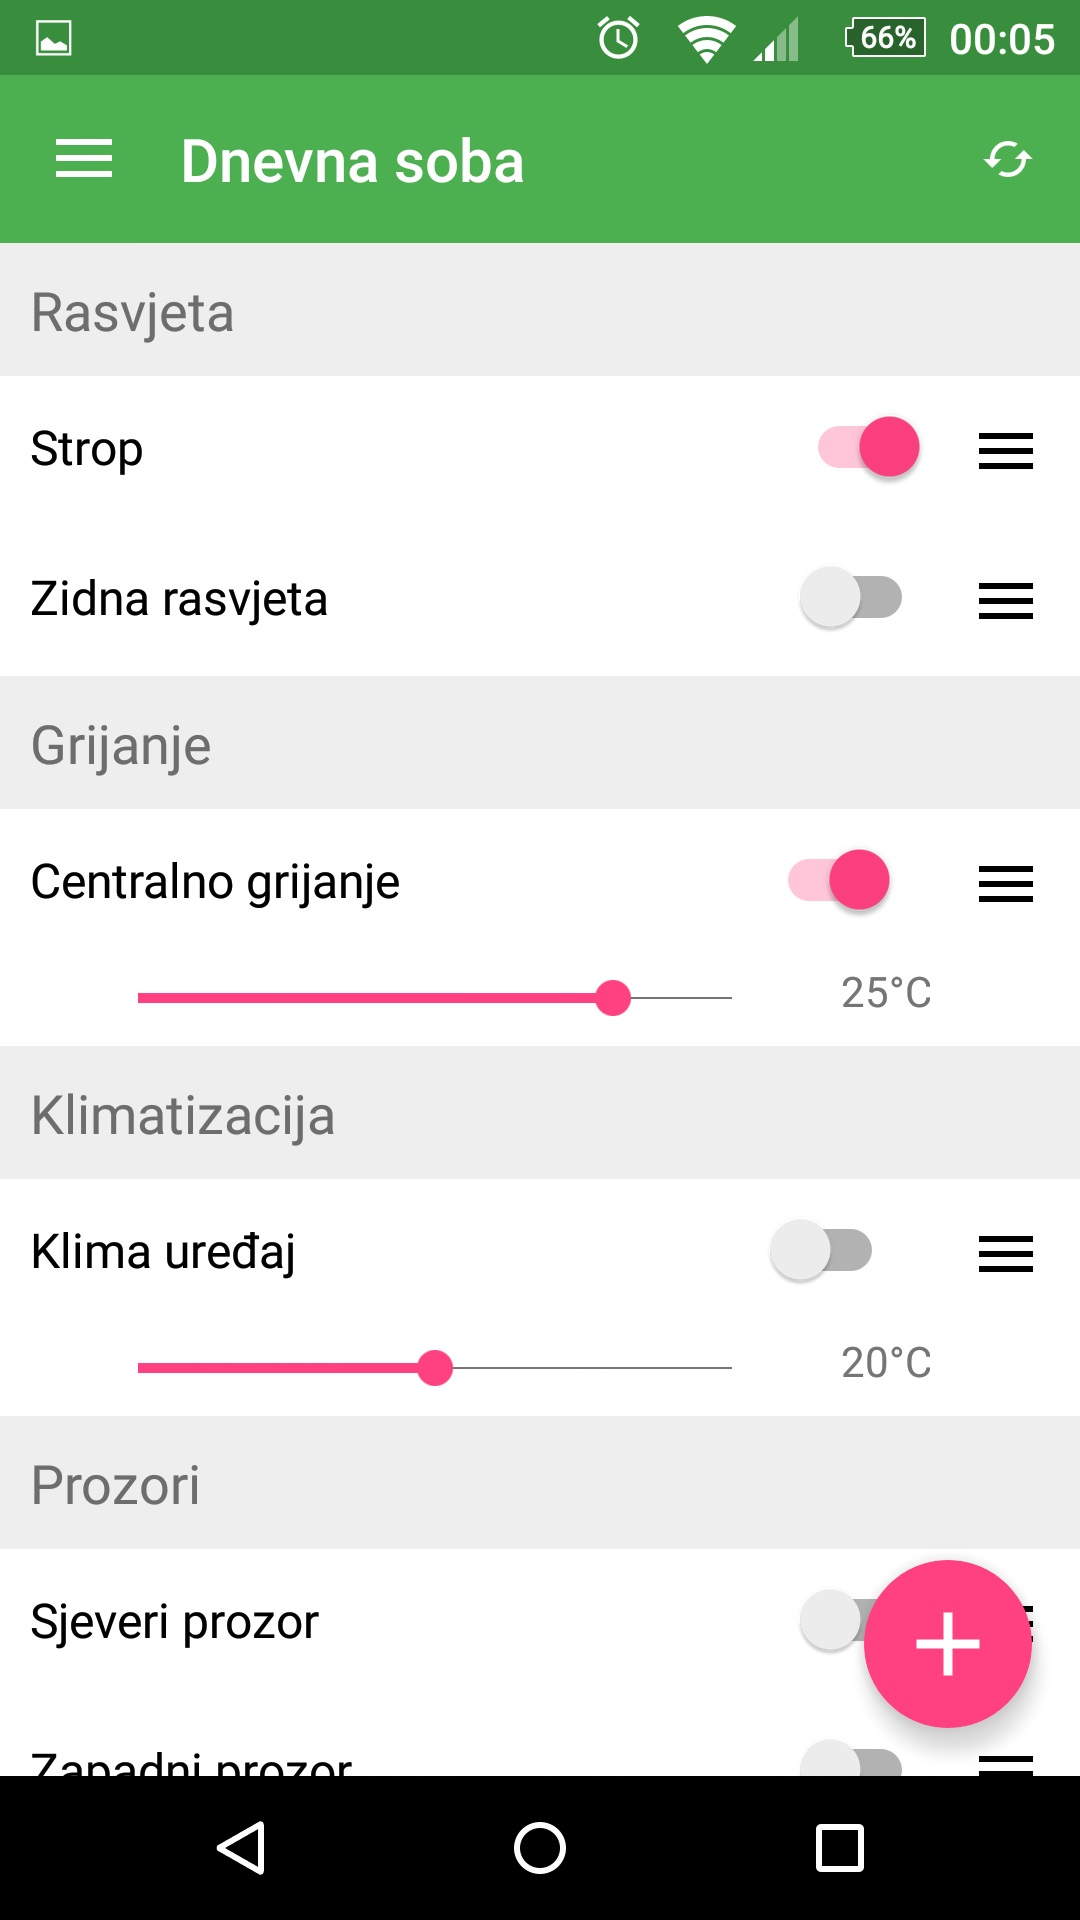 66% 00:05
Dnevna soba
Rasvjeta
Strop
Zidna rasvjeta
Grijanje
Centralno grijanje
25°C
Klimatizacija
Klima uređaj
20°C
Prozori
Sjeveri prozor
Zapadni prozor